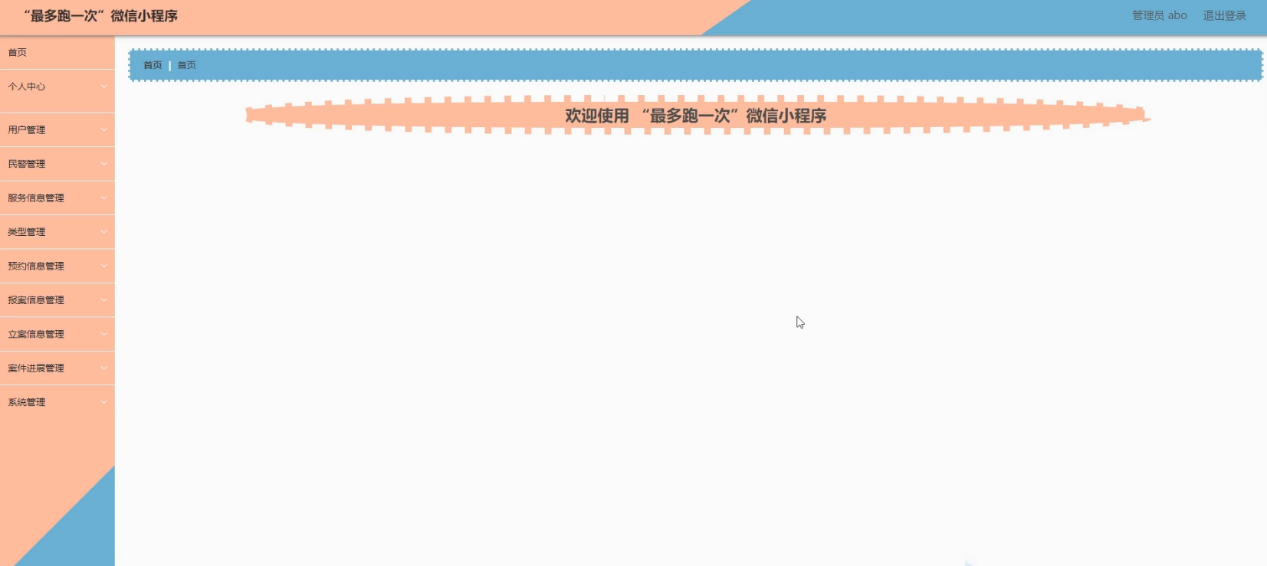 “最多跑一次”微信小程序
管理员 abo 退出登录
首页
个人中心
用户管理
民警管理
服务信息管理
类型管理
预约信息管理
报案信息管理
立案信息管理
案件进展管理
系统管理
首页 | 首页
欢迎使用 “最多跑一次”微信小程序